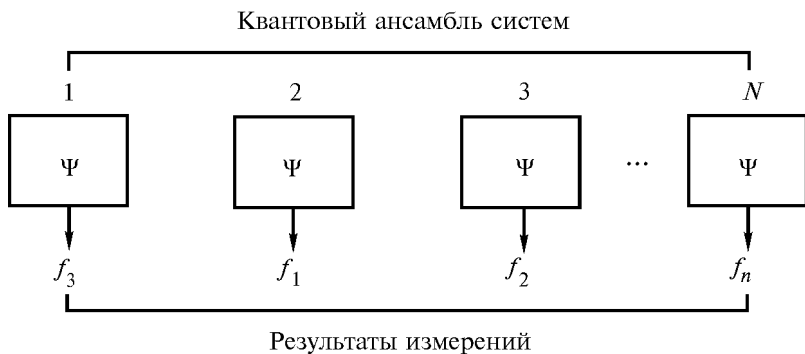 Квантовый ансамбль систем
1 2 3 N
Ψ Ψ Ψ ... Ψ
f₃ f₁ f₂ fₙ
Результаты измерений